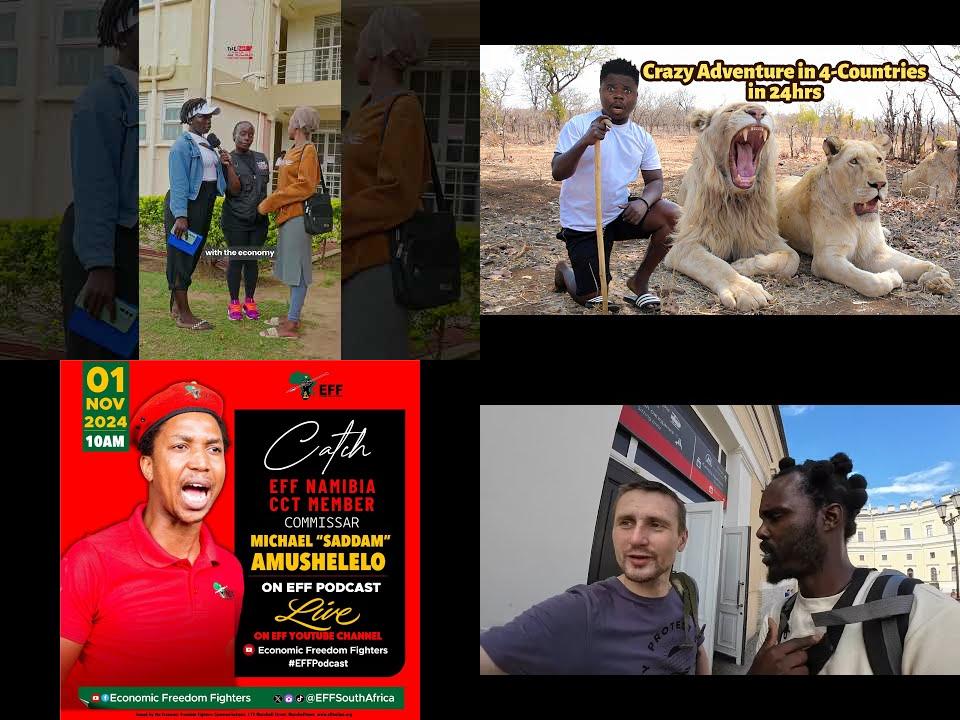 with the economy
Crazy Adventure in 4-Countries
in 24hrs
01
NOV
2024
10AM
EFF
Catch
EFF NAMIBIA
CCT MEMBER
COMMISSAR
MICHAEL "SADDAM"
AMUSHELELO
ON EFF PODCAST
Live
ON EFF YOUTUBE CHANNEL
Economic Freedom Fighters
#EFFPodcast
Economic Freedom Fighters
@EFFSouthAfrica